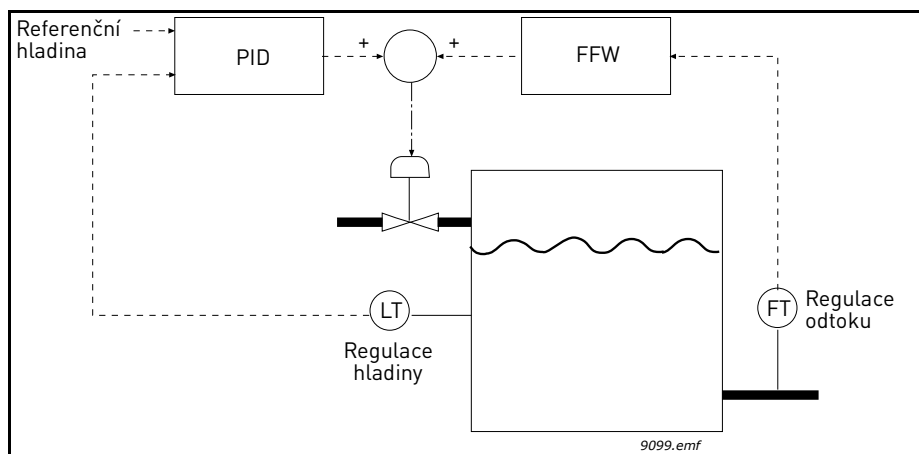 Referenční
hladina
PID
+
+
FFW
LT
Regulace
hladiny
FT
Regulace
odtoku
9099.emf